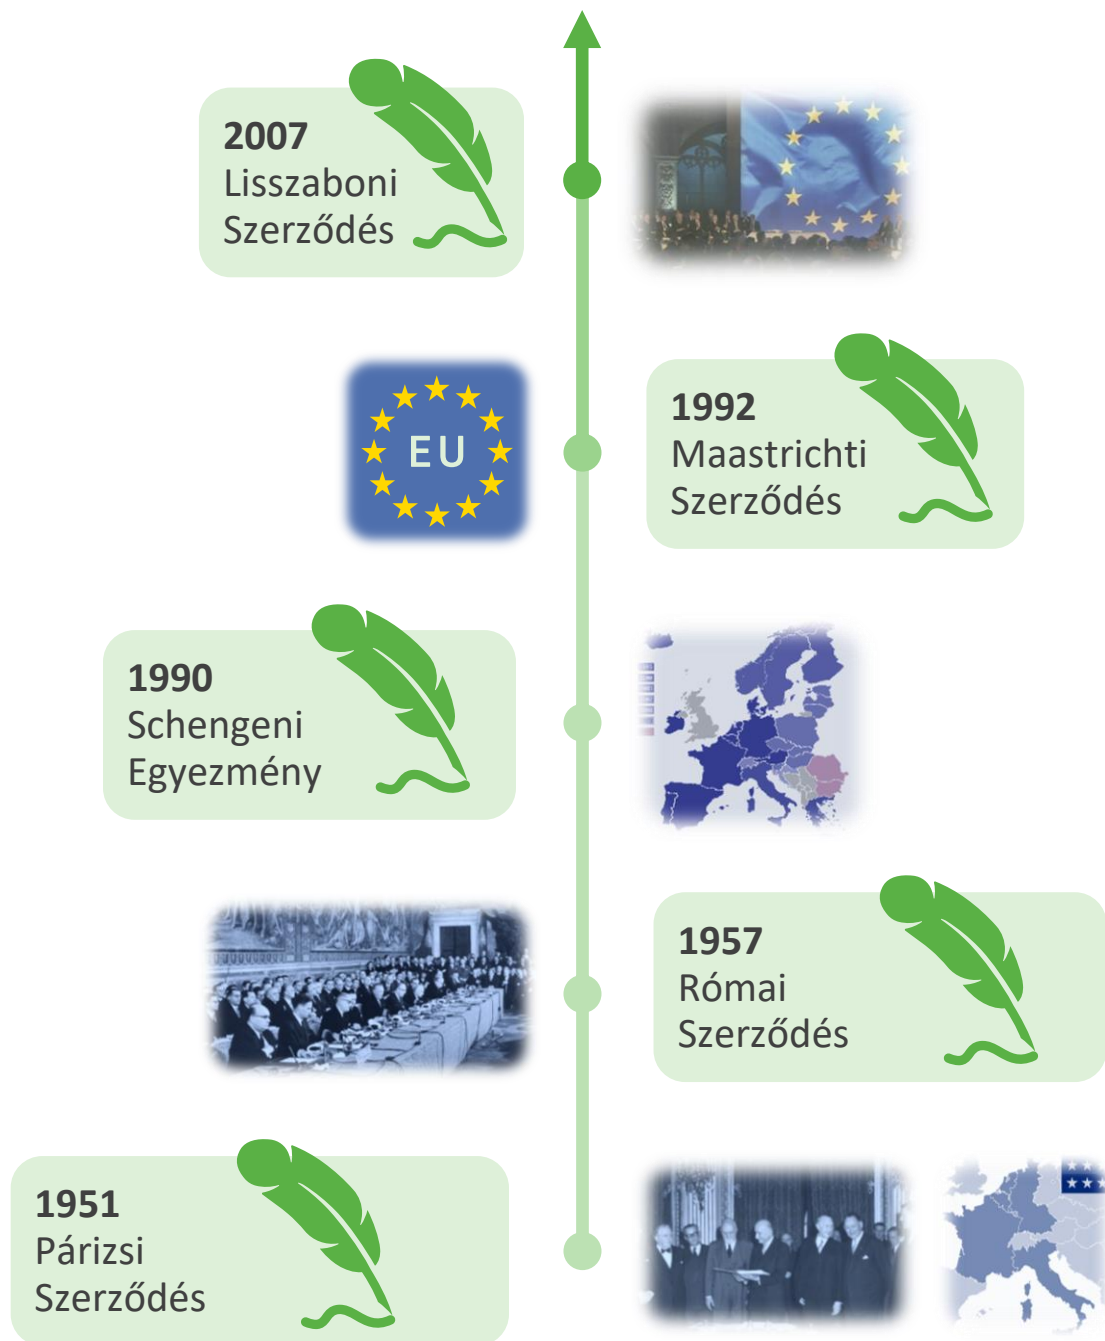 2007
Lisszaboni
Szerződés
EU
1992
Maastrichti
Szerződés
1990
Schengeni
Egyezmény
1957
Római
Szerződés
1951
Párizsi
Szerződés